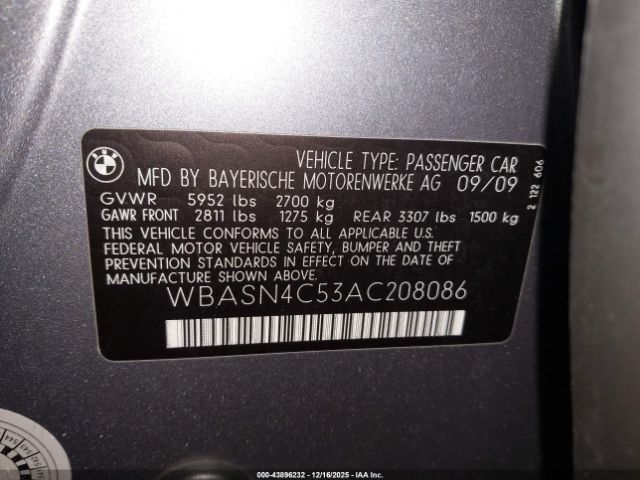 BMW
VEHICLE TYPE: PASSENGER CAR
MFD BY BAYERISCHE MOTORENWERKE AG 09/09
GVWR 5952 lbs 2700 kg
GAWR FRONT 2811 lbs 1275 kg REAR 3307 lbs 1500 kg
THIS VEHICLE CONFORMS TO ALL APPLICABLE U.S.
FEDERAL MOTOR VEHICLE SAFETY, BUMPER AND THEFT
PREVENTION STANDARDS IN EFFECT ON THE DATE OF
MANUFACTURE SHOWN ABOVE.
WBASN4C53AC208086
2 122 606
000-43896232 - 12/16/2025 - IAA Inc.